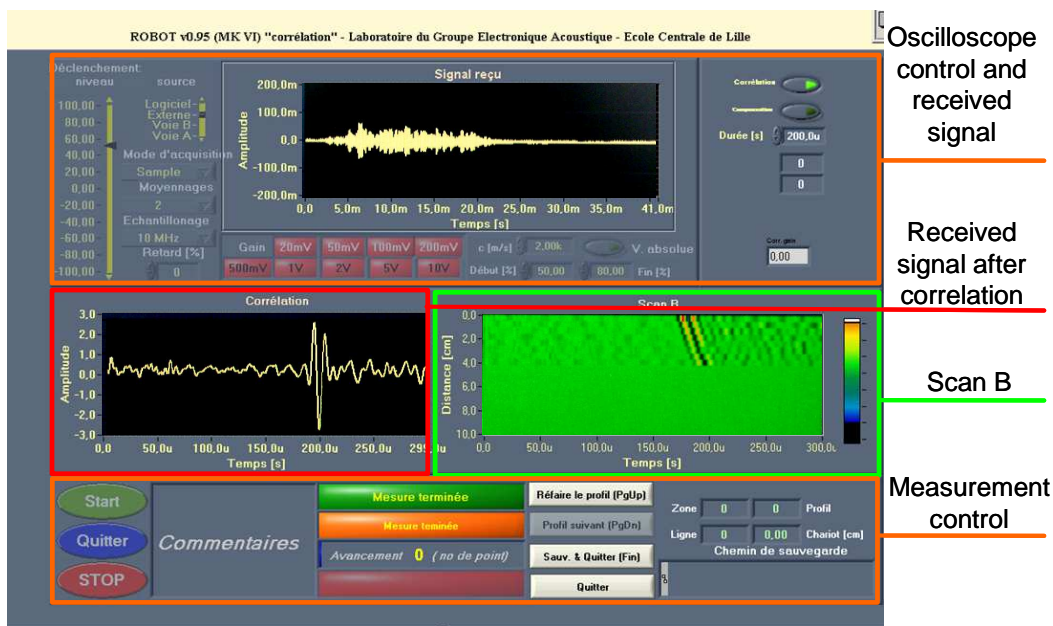 ROBOT v0.95 (MK VI) "corrélation" - Laboratoire du Groupe Electronique Acoustique - Ecole Centrale de Lille
Oscilloscope
control and
received
signal
Déclenchement:
niveau source
100,00
80,00
60,00
40,00
20,00
0,00
-20,00
-40,00
-60,00
-80,00
-100,00
Logiciel
Externe
Voie B
Voie A
Mode d'acquisition
Sample
Moyennages
2
Echantillonage
10 MHz
Retard [%]
0
Signal reçu
Amplitude
200,0m
100,0m
0,0
-100,0m
-200,0m
0,0 5,0m 10,0m 15,0m 20,0m 25,0m 30,0m 35,0m 41,0m
Temps [s]
Gain 20mV 50mV 100mV 200mV
500mV 1V 2V 5V 10V
c [m/s] 2,00k V. absolue
Début [%] 50,00 80,00 Fin [%]
Corrélation
Durée [s] 200,0u
0
0
Corr. gain
0,00
Received
signal after
correlation
Corrélation
Amplitude
3,0
2,0
1,0
0,0
-1,0
-2,0
-3,0
0,0 50,0u 100,0u 150,0u 200,0u 250,0u 295
Temps [s]
Scan B
Distance [cm]
0,0
2,0
4,0
6,0
8,0
10,0
0,0 50,0u 100,0u 150,0u 200,0u 250,0u 300,0u
Temps [s]
Scan B
Measurement
control
Start
Quitter
STOP
Commentaires
Mesure terminée
Mesure teminée
Avancement 0 ( no de point)
Réfaire le profil (PgUp)
Profil suivant (PgDn)
Sauv. & Quitter (Fin)
Quitter
Zone 0 0 Profil
Ligne 0 0,00 Chariot [cm]
Chemin de sauvegarde